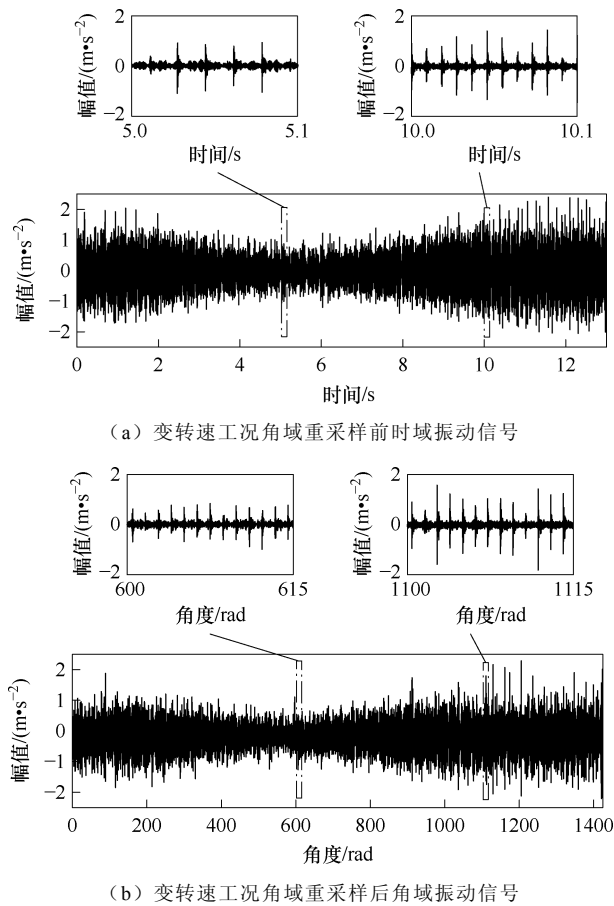 2
0
−2
幅值/(m•s−2)
5.0 5.1
时间/s
2
0
−2
幅值/(m•s−2)
10.0 10.1
时间/s
2
1
0
−1
−2
幅值/(m•s−2)
0 2 4 6 8 10 12
时间/s
（a）变转速工况角域重采样前时域振动信号
2
0
−2
幅值/(m•s−2)
600 615
角度/rad
2
0
−2
幅值/(m•s−2)
1100 1115
角度/rad
2
1
0
−1
−2
幅值/(m•s−2)
0 200 400 600 800 1000 1200 1400
角度/rad
（b）变转速工况角域重采样后角域振动信号